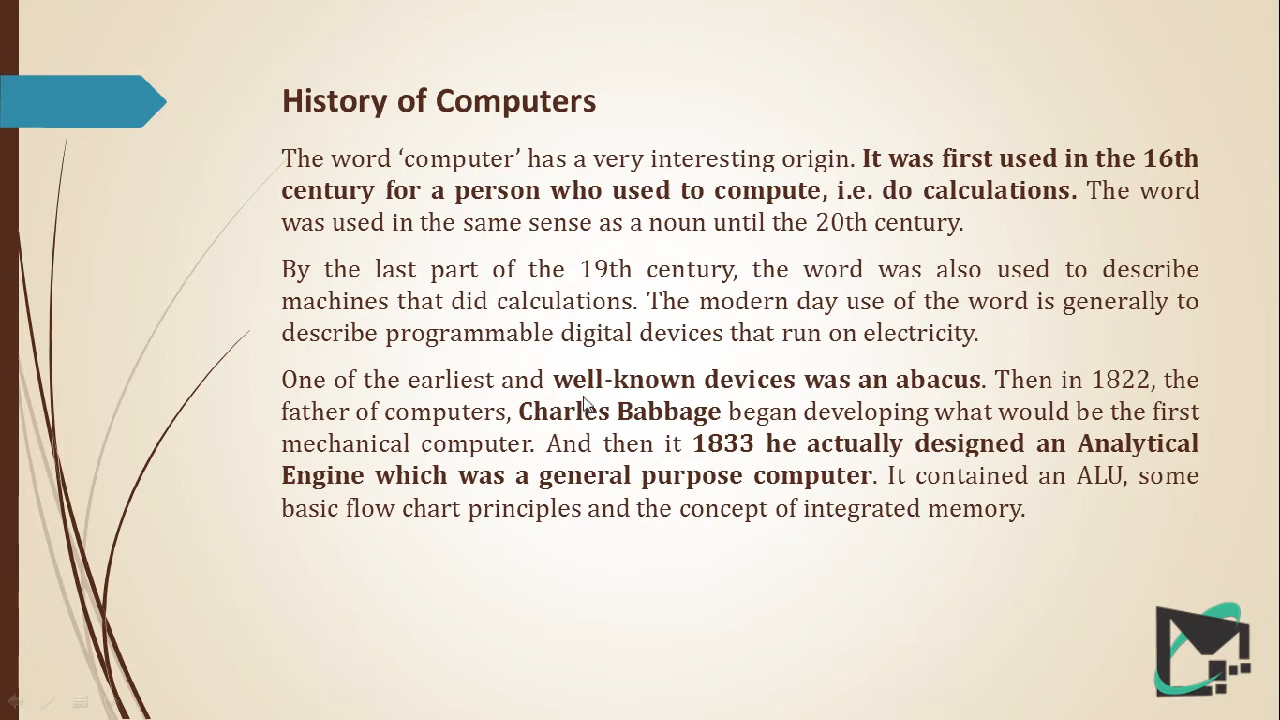 History of Computers
The word ‘computer’ has a very interesting origin. It was first used in the 16th
century for a person who used to compute, i.e. do calculations. The word
was used in the same sense as a noun until the 20th century.
By the last part of the 19th century, the word was also used to describe
machines that did calculations. The modern day use of the word is generally to
describe programmable digital devices that run on electricity.
One of the earliest and well-known devices was an abacus. Then in 1822, the
father of computers, Charles Babbage began developing what would be the first
mechanical computer. And then it 1833 he actually designed an Analytical
Engine which was a general purpose computer. It contained an ALU, some
basic flow chart principles and the concept of integrated memory.